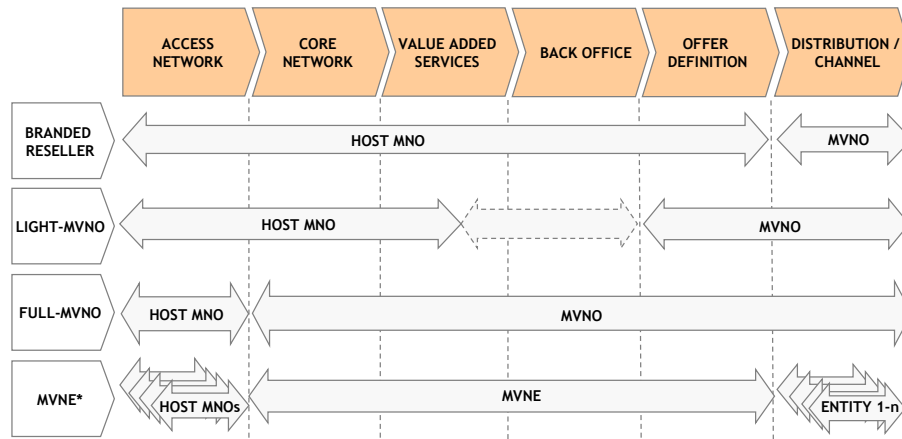 ACCESS
NETWORK
CORE
NETWORK
VALUE ADDED
SERVICES
BACK OFFICE
OFFER
DEFINITION
DISTRIBUTION /
CHANNEL
BRANDED
RESELLER
HOST MNO
MVNO
LIGHT-MVNO
HOST MNO
MVNO
FULL-MVNO
HOST MNO
MVNO
MVNE*
HOST MNOs
MVNE
ENTITY 1-n